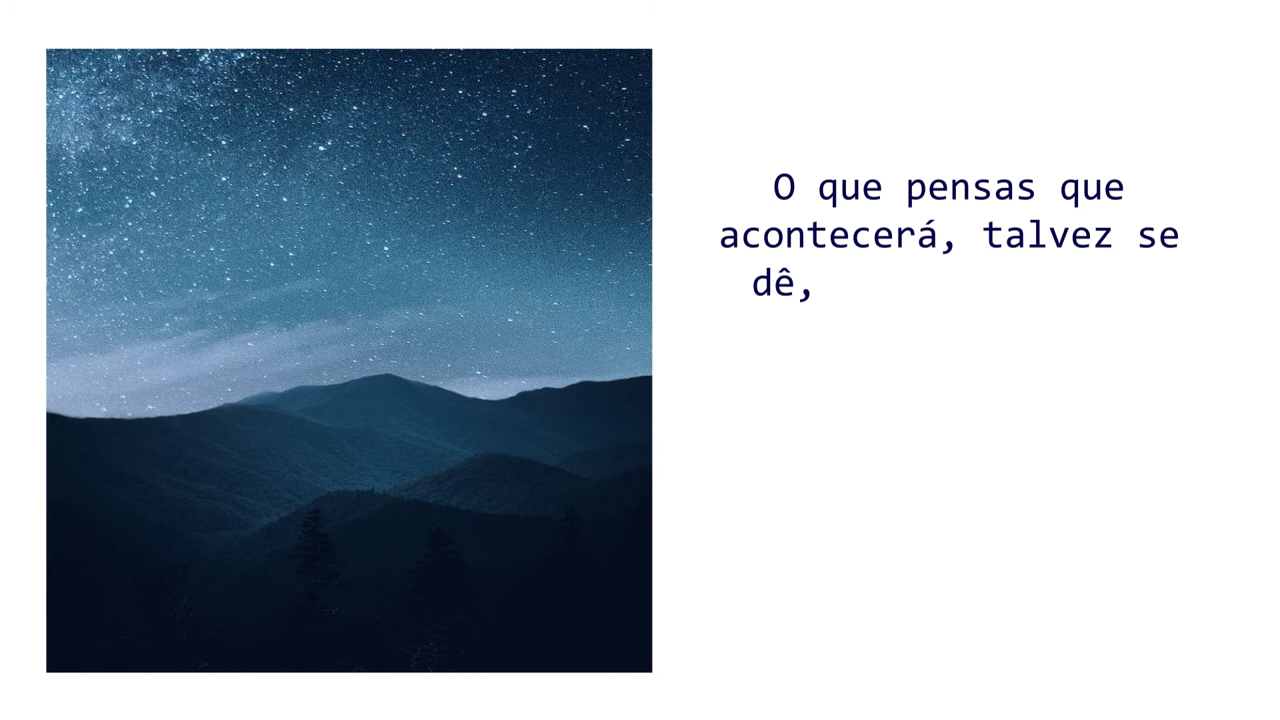 O que pensas que
acontecerá, talvez se
dê,